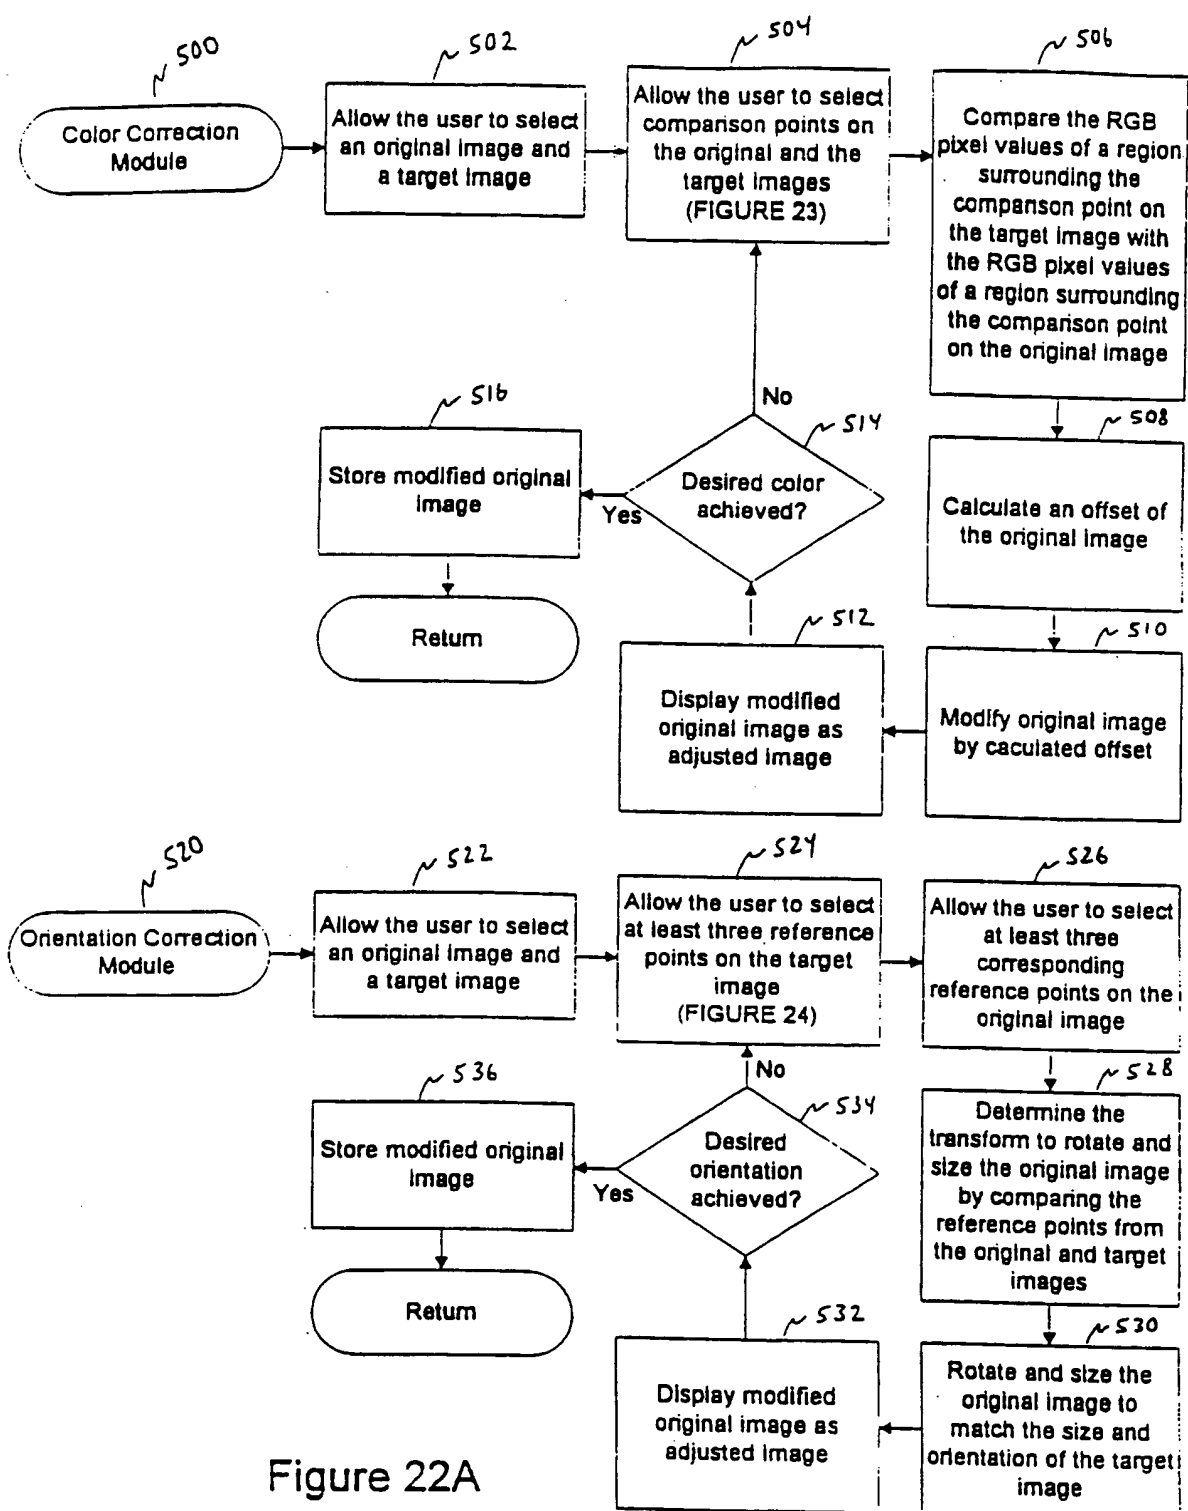 500
Color Correction
Module
502
Allow the user to select
an original image and
a target image
504
Allow the user to select
comparison points on
the original and the
target images
(FIGURE 23)
506
Compare the RGB
pixel values of a region
surrounding the
comparison point on
the target image with
the RGB pixel values
of a region surrounding
the comparison point
on the original image
508
Calculate an offset of
the original image
510
Modify original image
by caculated offset
512
Display modified
original image as
adjusted image
514
Desired color
achieved?
No
Yes
516
Store modified original
image
Return
520
Orientation Correction
Module
522
Allow the user to select
an original image and
a target image
524
Allow the user to select
at least three reference
points on the target
image
(FIGURE 24)
526
Allow the user to select
at least three
corresponding
reference points on the
original image
528
Determine the
transform to rotate and
size the original image
by comparing the
reference points from
the original and target
images
530
Rotate and size the
original image to
match the size and
orientation of the target
image
532
Display modified
original image as
adjusted image
534
Desired
orientation
achieved?
No
Yes
536
Store modified original
image
Return
Figure 22A